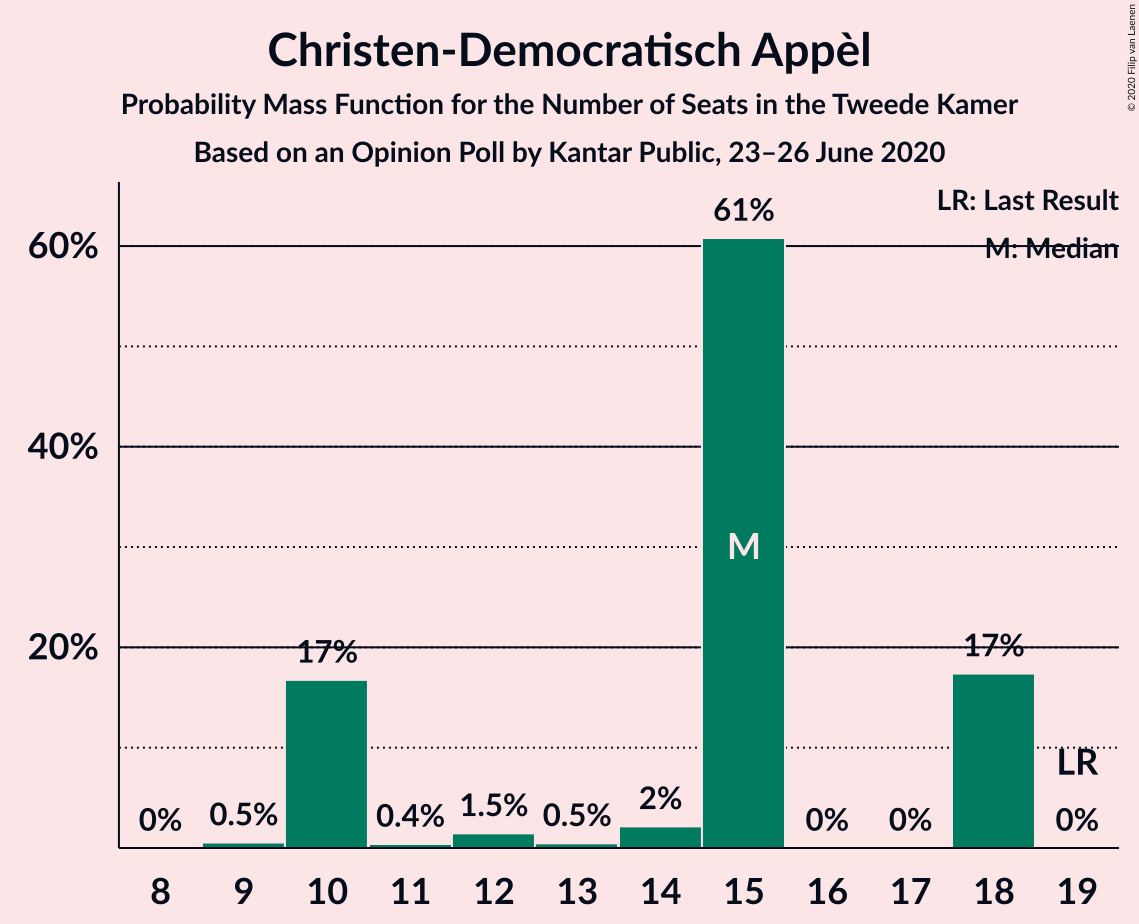 Christen-Democratisch Appèl
Probability Mass Function for the Number of Seats in the Tweede Kamer
Based on an Opinion Poll by Kantar Public, 23–26 June 2020
© 2020 Filip van Laenen
LR: Last Result
M: Median
60%
40%
20%
61%
M
17%
17%
LR
0%
0.5%
0.4%
1.5%
0.5%
2%
0%
0%
0%
8 9 10 11 12 13 14 15 16 17 18 19